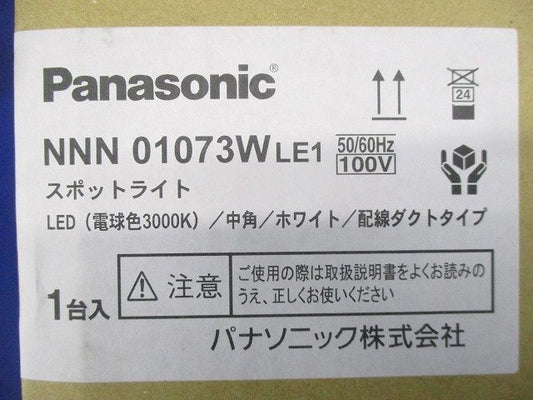 Panasonic®
NNN 01073W LE1 50/60Hz 100V
24
スポットライト
LED（電球色3000K）／中角／ホワイト／配線ダクトタイプ
1台入
注意
ご使用の際は取扱説明書をよくお読みの
うえ、正しくお使いください
パナソニック株式会社